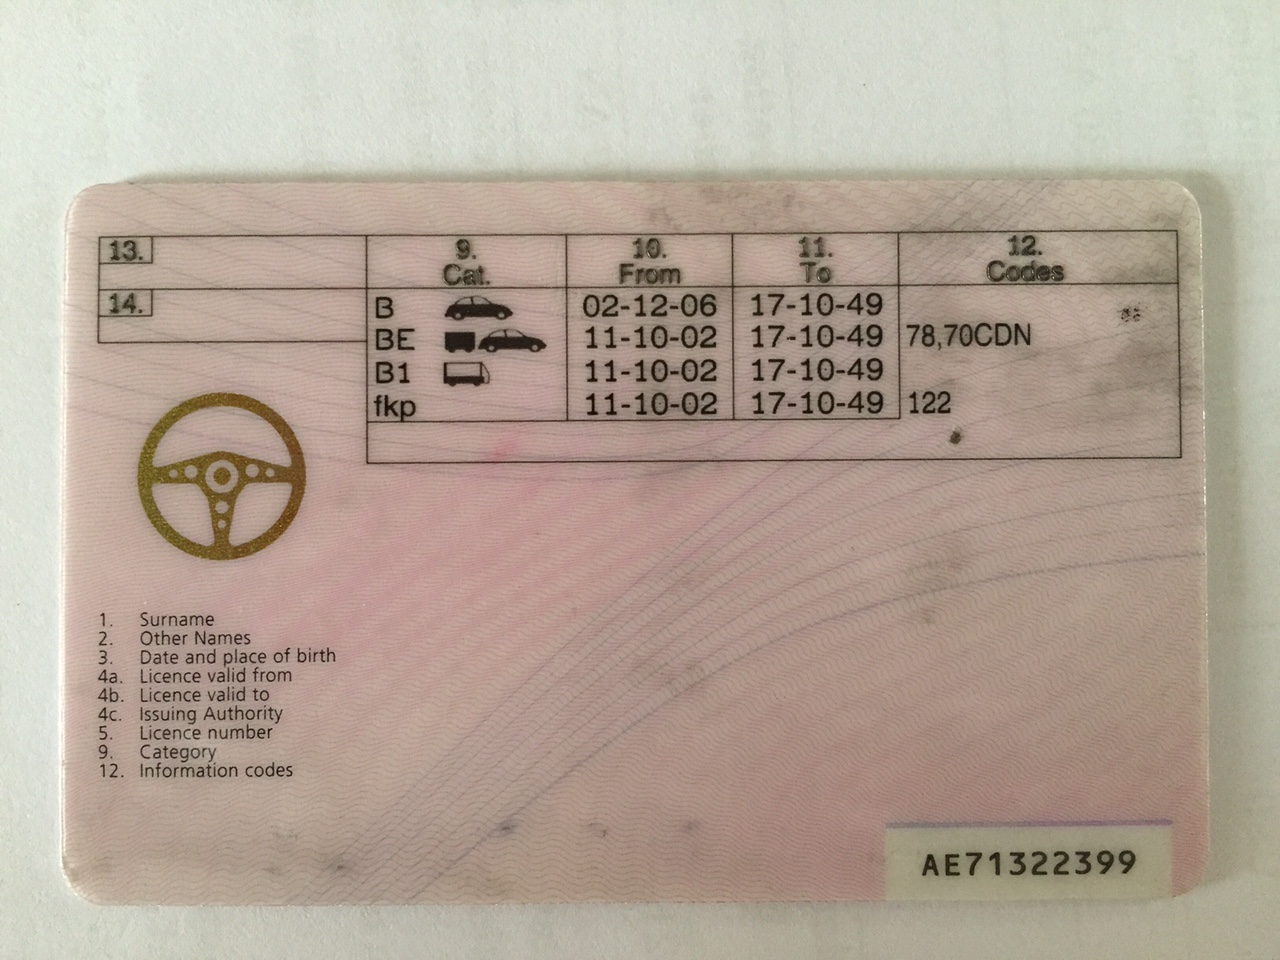 13.
14.
9.
Cat.
10.
From
11.
To
12.
Codes
B 02-12-06 17-10-49
BE 11-10-02 17-10-49 78,70CDN
B1 11-10-02 17-10-49
fkp 11-10-02 17-10-49 122
1. Surname
2. Other Names
3. Date and place of birth
4a. Licence valid from
4b. Licence valid to
4c. Issuing Authority
5. Licence number
9. Category
12. Information codes
AE71322399